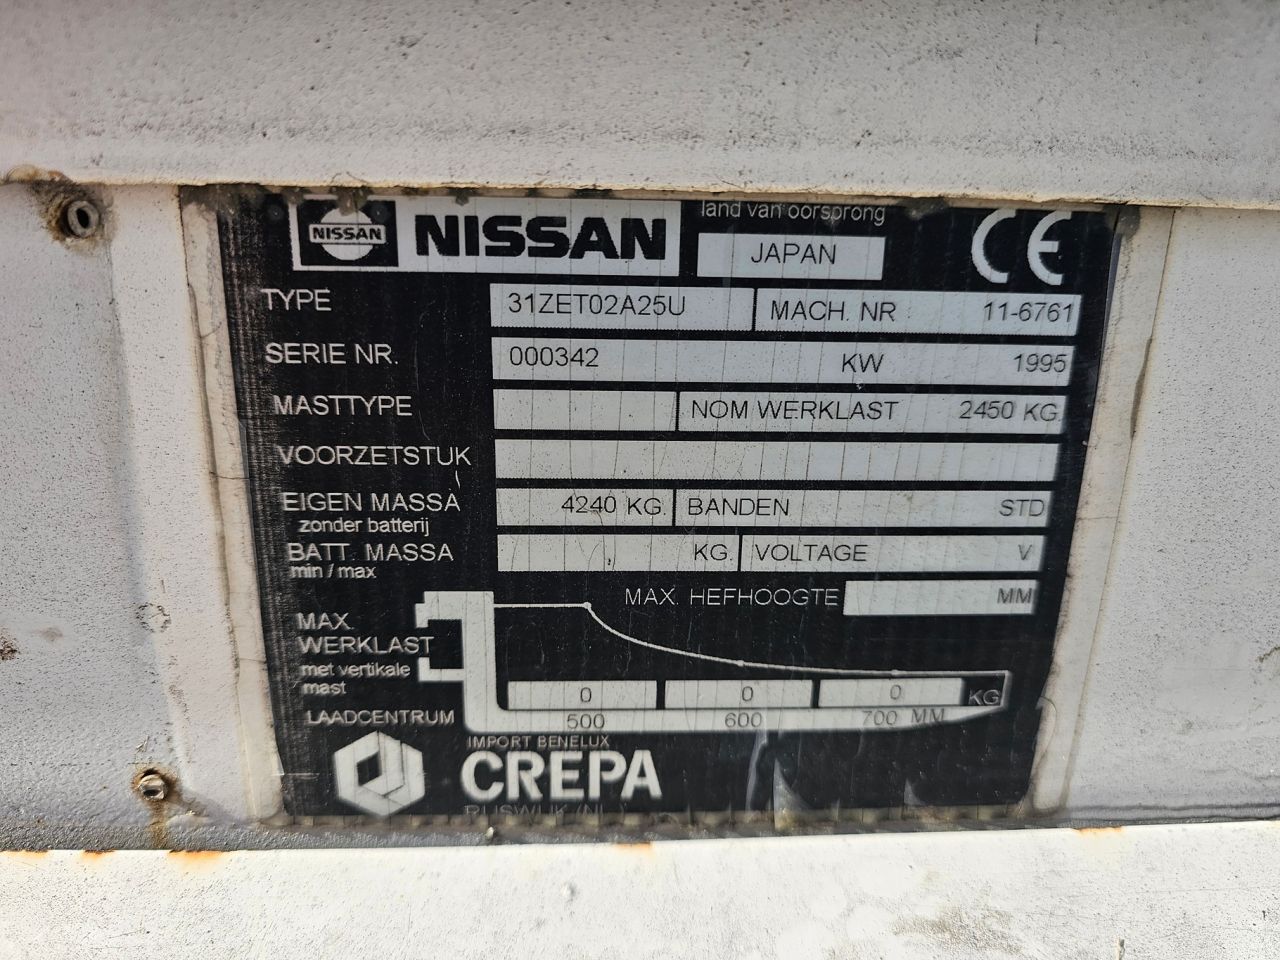 land van oorsprong
NISSAN NISSAN JAPAN CE
TYPE 31ZET02A25U MACH. NR 11-6761
SERIE NR. 000342 KW 1995
MASTTYPE NOM WERKLAST 2450 KG.
VOORZETSTUK
EIGEN MASSA 4240 KG. BANDEN STD
zonder batterij
BATT. MASSA KG. VOLTAGE V
min / max
MAX. HEFHOOGTE MM
MAX.
WERKLAST
met vertikale
mast 0 0 0 KG
LAADCENTRUM 500 600 700 MM
IMPORT BENELUX
CREPA
RIJSWIJK /NL